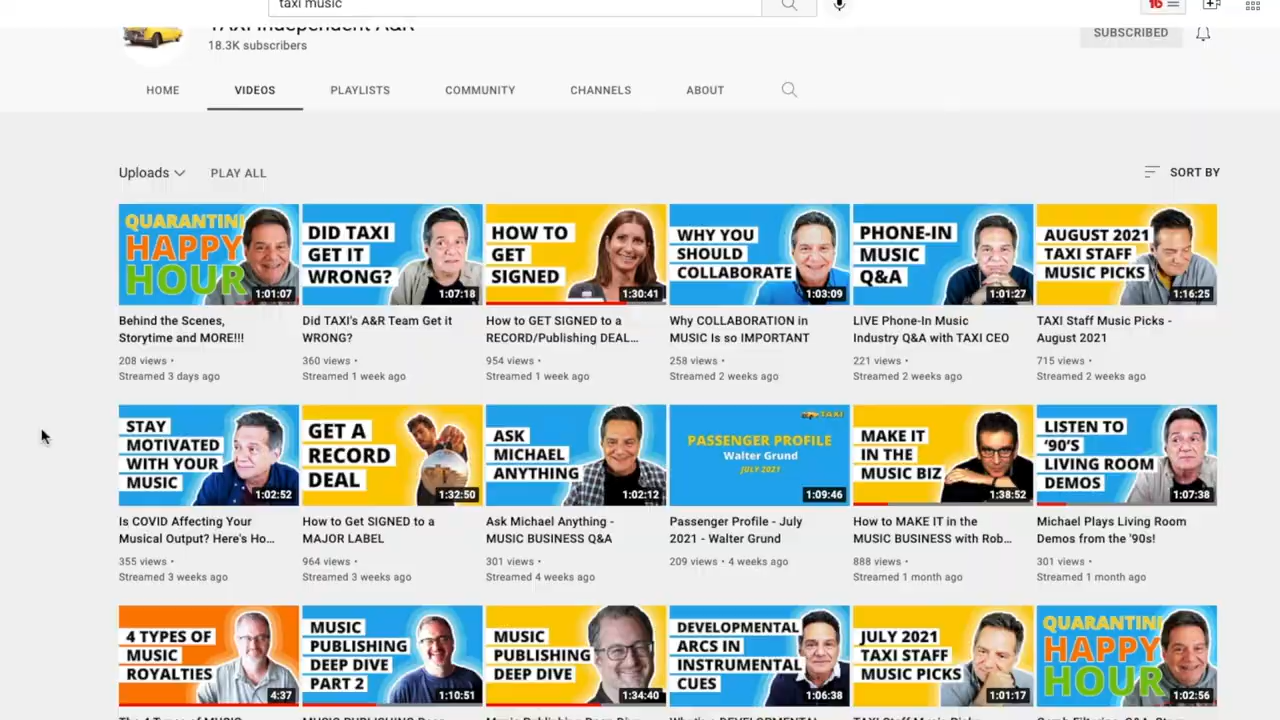 taxi music
16
TAXI Independent A&R
18.3K subscribers
SUBSCRIBED
HOME
VIDEOS
PLAYLISTS
COMMUNITY
CHANNELS
ABOUT
Uploads
PLAY ALL
SORT BY
QUARANTIN
HAPPY
HOUR
1:01:07
DID TAXI
GET IT
WRONG?
1:07:18
HOW TO
GET
SIGNED
1:30:41
WHY YOU
SHOULD
COLLABORATE
1:03:09
PHONE-IN
MUSIC
Q&A
1:01:27
AUGUST 2021
TAXI STAFF
MUSIC PICKS
1:16:25
Behind the Scenes,
Storytime and MORE!!!
208 views •
Streamed 3 days ago
Did TAXI's A&R Team Get it
WRONG?
360 views •
Streamed 1 week ago
How to GET SIGNED to a
RECORD/Publishing DEAL...
954 views •
Streamed 1 week ago
Why COLLABORATION in
MUSIC Is so IMPORTANT
258 views •
Streamed 2 weeks ago
LIVE Phone-In Music
Industry Q&A with TAXI CEO
221 views •
Streamed 2 weeks ago
TAXI Staff Music Picks -
August 2021
715 views •
Streamed 2 weeks ago
STAY
MOTIVATED
WITH YOUR
MUSIC
1:02:52
GET A
RECORD
DEAL
1:32:50
ASK
MICHAEL
ANYTHING
1:02:12
TAXI
PASSENGER PROFILE
Walter Grund
JULY 2021
1:09:46
MAKE IT
IN THE
MUSIC BIZ
1:38:52
LISTEN TO
'90'S
LIVING ROOM
DEMOS
1:07:38
Is COVID Affecting Your
Musical Output? Here's Ho...
355 views •
Streamed 3 weeks ago
How to Get SIGNED to a
MAJOR LABEL
964 views •
Streamed 3 weeks ago
Ask Michael Anything -
MUSIC BUSINESS Q&A
301 views •
Streamed 4 weeks ago
Passenger Profile - July
2021 - Walter Grund
209 views • 4 weeks ago
How to MAKE IT in the
MUSIC BUSINESS with Rob...
888 views •
Streamed 1 month ago
Michael Plays Living Room
Demos from the '90s!
301 views •
Streamed 1 month ago
4 TYPES OF
MUSIC
ROYALTIES
4:37
MUSIC
PUBLISHING
DEEP DIVE
PART 2
1:10:51
MUSIC
PUBLISHING
DEEP DIVE
1:34:40
DEVELOPMENTAL
ARCS IN
INSTRUMENTAL
CUES
1:06:38
JULY 2021
TAXI STAFF
MUSIC PICKS
1:01:17
QUARANTIN
HAPPY
HOUR
1:02:56